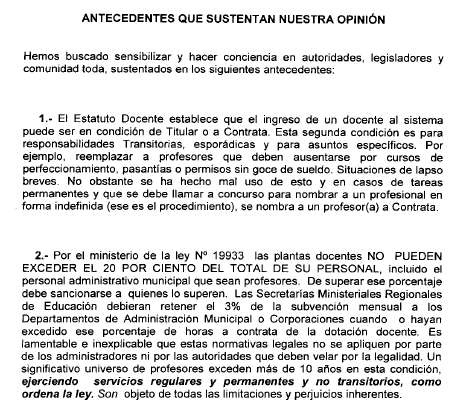 ANTECEDENTES QUE SUSTENTAN NUESTRA OPINIÓN
Hemos buscado sensibilizar y hacer conciencia en autoridades, legisladores y
comunidad toda, sustentados en los siguientes antecedentes:
1.- El Estatuto Docente establece que el ingreso de un docente al sistema
puede ser en condición de Titular o a Contrata. Esta segunda condición es para
responsabilidades Transitorias, esporádicas y para asuntos específicos. Por
ejemplo, reemplazar a profesores que deben ausentarse por cursos de
perfeccionamiento, pasantías o permisos sin goce de sueldo. Situaciones de lapso
breves. No obstante se ha hecho mal uso de esto y en casos de tareas
permanentes y que se debe llamar a concurso para nombrar a un profesional en
forma indefinida (ese es el procedimiento), se nombra a un profesor(a) a Contrata.
2.- Por el ministerio de la ley Nº 19933 las plantas docentes NO PUEDEN
EXCEDER EL 20 POR CIENTO DEL TOTAL DE SU PERSONAL, incluido el
personal administrativo municipal que sean profesores. De superar ese porcentaje
debe sancionarse a quienes lo superen. Las Secretarías Ministeriales Regionales
de Educación debieran retener el 3% de la subvención mensual a los
Departamentos de Administración Municipal o Corporaciones cuando o hayan
excedido ese porcentaje de horas a contrata de la dotación docente. Es
lamentable e inexplicable que estas normativas legales no se apliquen por parte
de los administradores ni por las autoridades que deben velar por la legalidad. Un
significativo universo de profesores exceden más de 10 años en esta condición,
ejerciendo servicios regulares y permanentes y no transitorios, como
ordena la ley. Son objeto de todas las limitaciones y perjuicios inherentes.